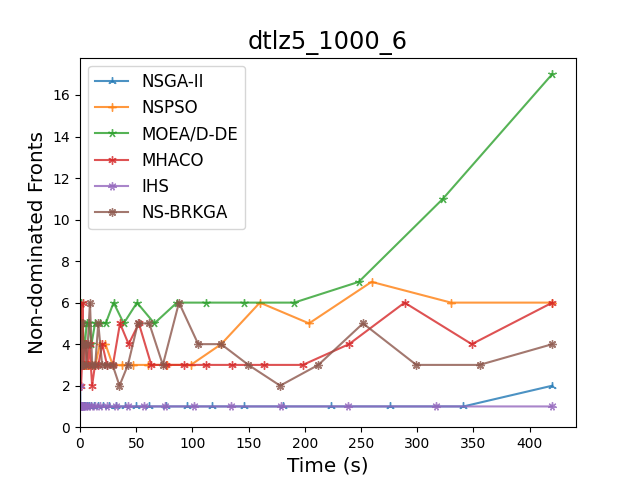 dtlz5_1000_6
NSGA-II
NSPSO
MOEA/D-DE
MHACO
IHS
NS-BRKGA
Non-dominated Fronts
16
14
12
10
8
6
4
2
0
0 50 100 150 200 250 300 350 400
Time (s)